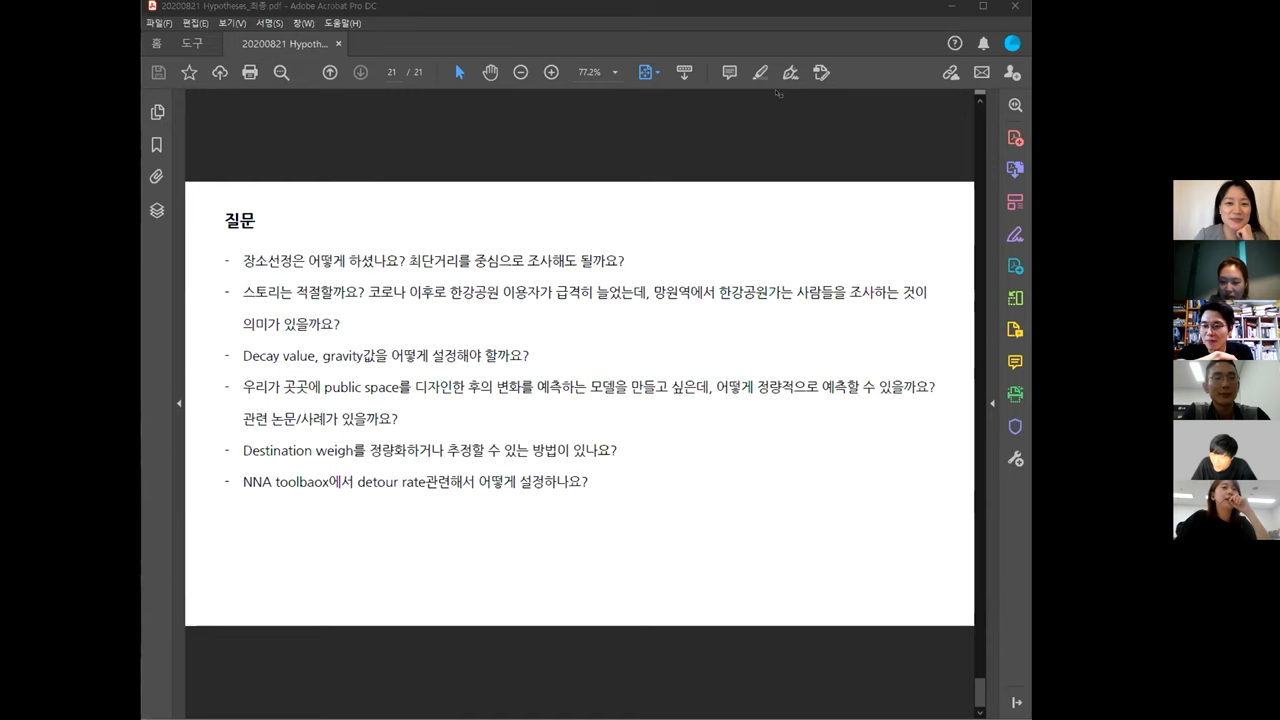 20200821 Hypotheses_최종.pdf - Adobe Acrobat Pro DC
파일(F) 편집(E) 보기(V) 서명(S) 창(W) 도움말(H)
홈 도구 20200821 Hypoth... ×
21 / 21 77.2%
질문
- 장소선정은 어떻게 하셨나요? 최단거리를 중심으로 조사해도 될까요?
- 스토리는 적절할까요? 코로나 이후로 한강공원 이용자가 급격히 늘었는데, 망원역에서 한강공원가는 사람들을 조사하는 것이
의미가 있을까요?
- Decay value, gravity값을 어떻게 설정해야 할까요?
- 우리가 곳곳에 public space를 디자인한 후의 변화를 예측하는 모델을 만들고 싶은데, 어떻게 정량적으로 예측할 수 있을까요?
관련 논문/사례가 있을까요?
- Destination weigh를 정량화하거나 추정할 수 있는 방법이 있나요?
- NNA toolbaox에서 detour rate관련해서 어떻게 설정하나요?